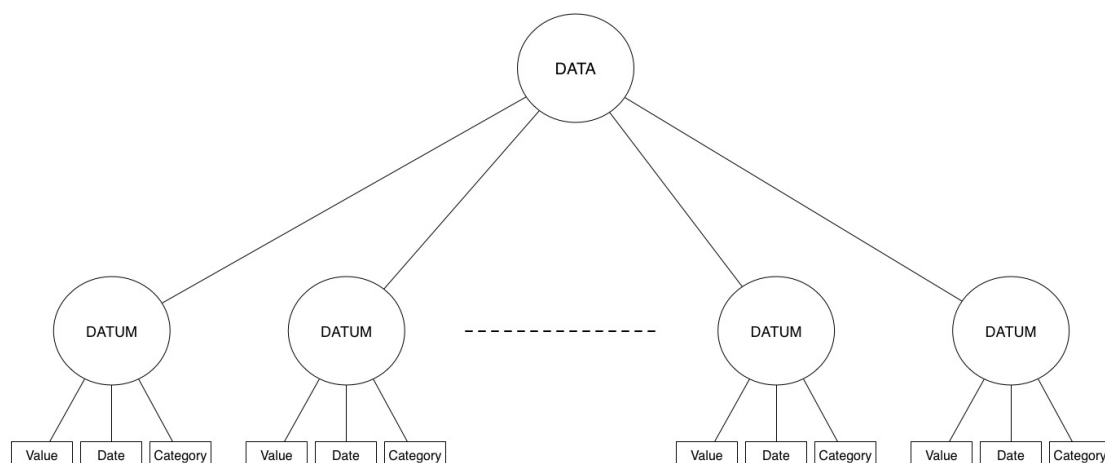 DATA
DATUM DATUM DATUM DATUM
Value Date Category Value Date Category Value Date Category Value Date Category